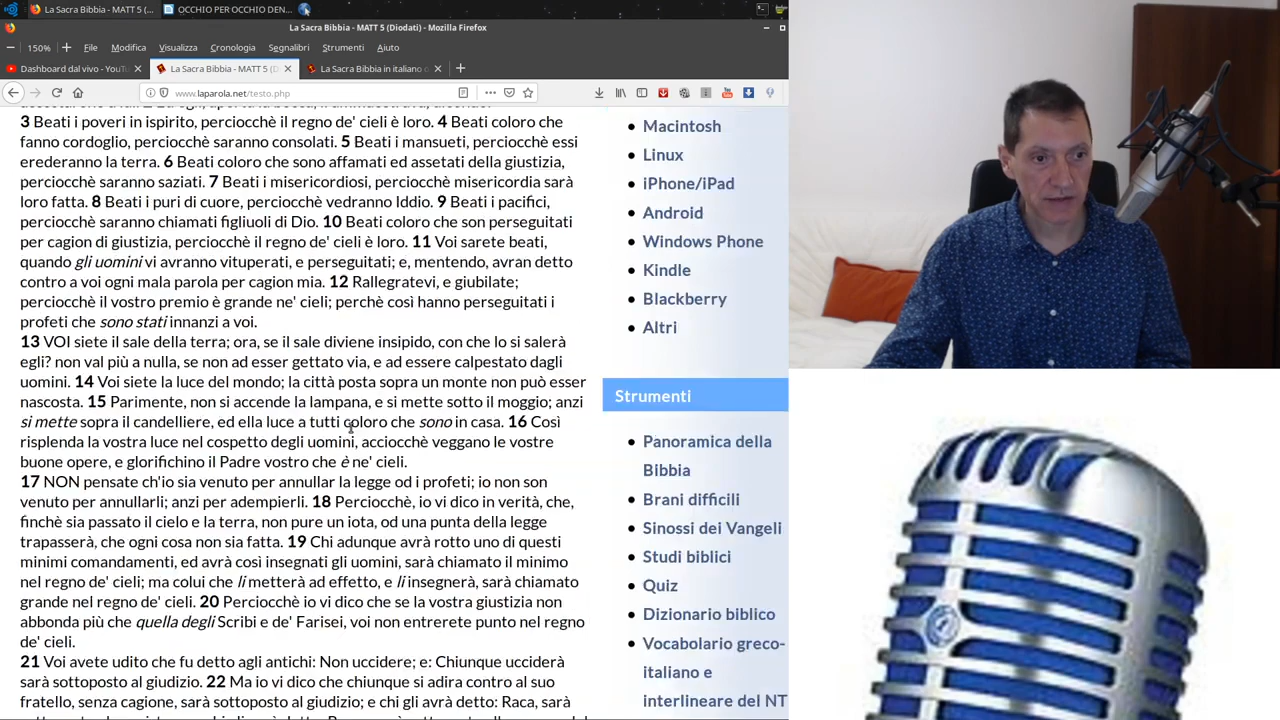 La Sacra Bibbia - MATT 5 (...
OCCHIO PER OCCHIO DEN...
La Sacra Bibbia - MATT 5 (Diodati) - Mozilla Firefox
150% File Modifica Visualizza Cronologia Segnalibri Strumenti Aiuto
Dashboard dal vivo - YouTu
La Sacra Bibbia - MATT 5 (D
La Sacra Bibbia in italiano o
www.laparola.net/testo.php
3 Beati i poveri in ispirito, perciocchè il regno de' cieli è loro. 4 Beati coloro che
fanno cordoglio, perciocchè saranno consolati. 5 Beati i mansueti, perciocchè essi
erederanno la terra. 6 Beati coloro che sono affamati ed assetati della giustizia,
perciocchè saranno saziati. 7 Beati i misericordiosi, perciocchè misericordia sarà
loro fatta. 8 Beati i puri di cuore, perciocchè vedranno Iddio. 9 Beati i pacifici,
perciocchè saranno chiamati figliuoli di Dio. 10 Beati coloro che son perseguitati
per cagion di giustizia, perciocchè il regno de' cieli è loro. 11 Voi sarete beati,
quando gli uomini vi avranno vituperati, e perseguitati; e, mentendo, avran detto
contro a voi ogni mala parola per cagion mia. 12 Rallegratevi, e giubilate;
perciocchè il vostro premio è grande ne' cieli; perchè così hanno perseguitati i
profeti che sono stati innanzi a voi.
13 VOI siete il sale della terra; ora, se il sale diviene insipido, con che lo si salerà
egli? non val più a nulla, se non ad esser gettato via, e ad essere calpestato dagli
uomini. 14 Voi siete la luce del mondo; la città posta sopra un monte non può esser
nascosta. 15 Parimente, non si accende la lampana, e si mette sotto il moggio; anzi
si mette sopra il candelliere, ed ella luce a tutti coloro che sono in casa. 16 Così
risplenda la vostra luce nel cospetto degli uomini, acciocchè veggano le vostre
buone opere, e glorifichino il Padre vostro che è ne' cieli.
17 NON pensate ch'io sia venuto per annullar la legge od i profeti; io non son
venuto per annullarli; anzi per adempierli. 18 Perciocchè, io vi dico in verità, che,
finchè sia passato il cielo e la terra, non pure un iota, od una punta della legge
trapasserà, che ogni cosa non sia fatta. 19 Chi adunque avrà rotto uno di questi
minimi comandamenti, ed avrà così insegnati gli uomini, sarà chiamato il minimo
nel regno de' cieli; ma colui che li metterà ad effetto, e li insegnerà, sarà chiamato
grande nel regno de' cieli. 20 Perciocchè io vi dico che se la vostra giustizia non
abbonda più che quella degli Scribi e de' Farisei, voi non entrerete punto nel regno
de' cieli.
21 Voi avete udito che fu detto agli antichi: Non uccidere; e: Chiunque ucciderà
sarà sottoposto al giudizio. 22 Ma io vi dico che chiunque si adira contro al suo
fratello, senza cagione, sarà sottoposto al giudizio; e chi gli avrà detto: Raca, sarà
Macintosh
Linux
iPhone/iPad
Android
Windows Phone
Kindle
Blackberry
Altri
Strumenti
Panoramica della
Bibbia
Brani difficili
Sinossi dei Vangeli
Studi biblici
Quiz
Dizionario biblico
Vocabolario greco-
italiano e
interlineare del NT